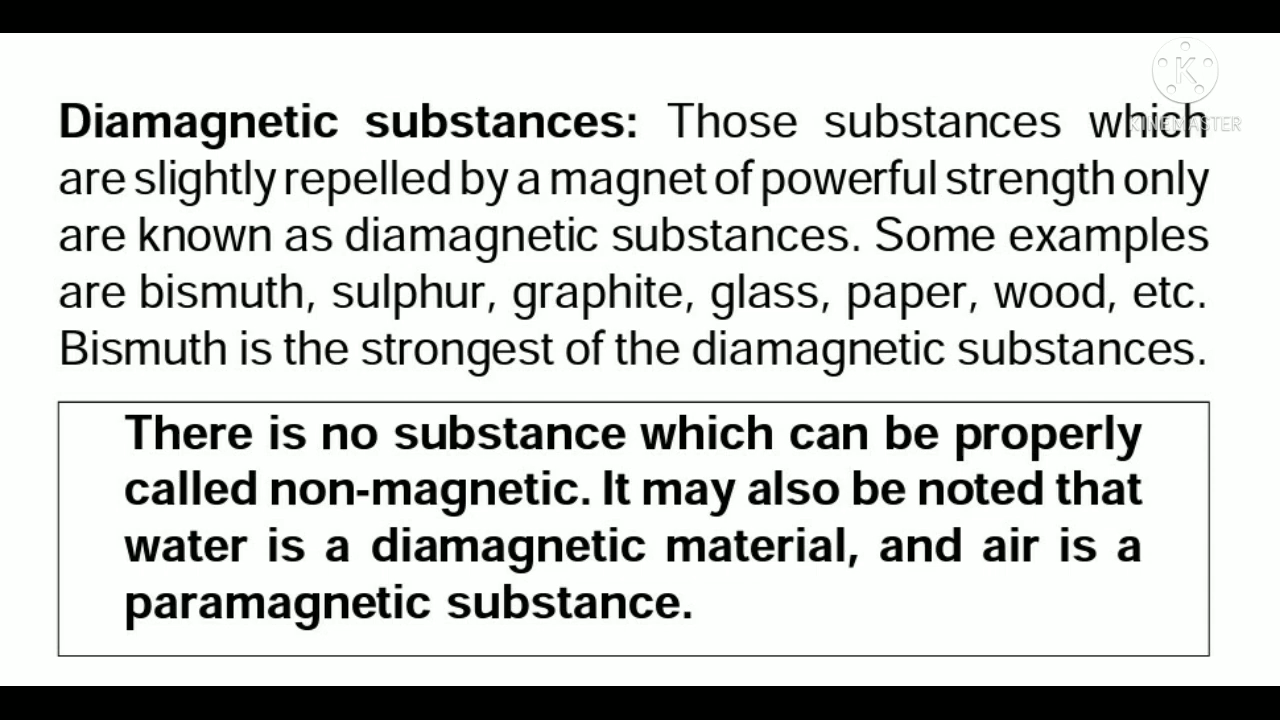 K
KINEMASTER
Diamagnetic substances: Those substances which
are slightly repelled by a magnet of powerful strength only
are known as diamagnetic substances. Some examples
are bismuth, sulphur, graphite, glass, paper, wood, etc.
Bismuth is the strongest of the diamagnetic substances.
There is no substance which can be properly
called non-magnetic. It may also be noted that
water is a diamagnetic material, and air is a
paramagnetic substance.